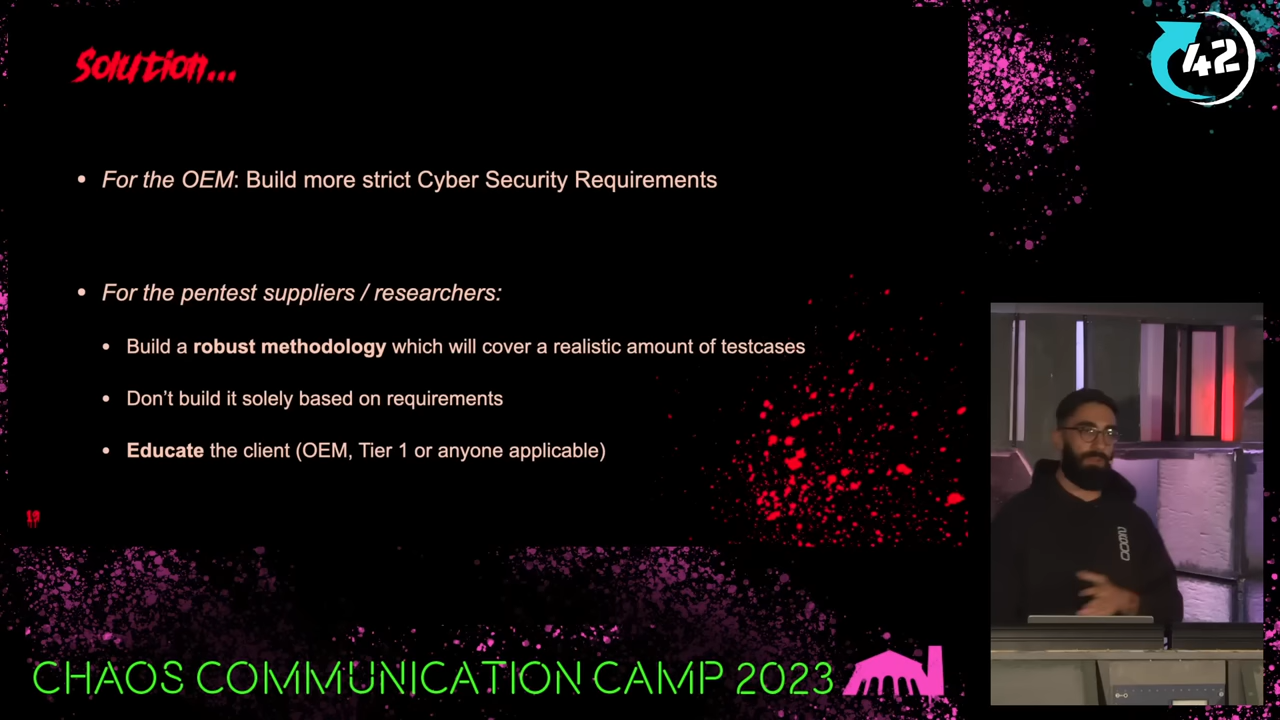 Solution...
• For the OEM: Build more strict Cyber Security Requirements
• For the pentest suppliers / researchers:
• Build a robust methodology which will cover a realistic amount of testcases
• Don't build it solely based on requirements
• Educate the client (OEM, Tier 1 or anyone applicable)
42
CHAOS COMMUNICATION CAMP 2023